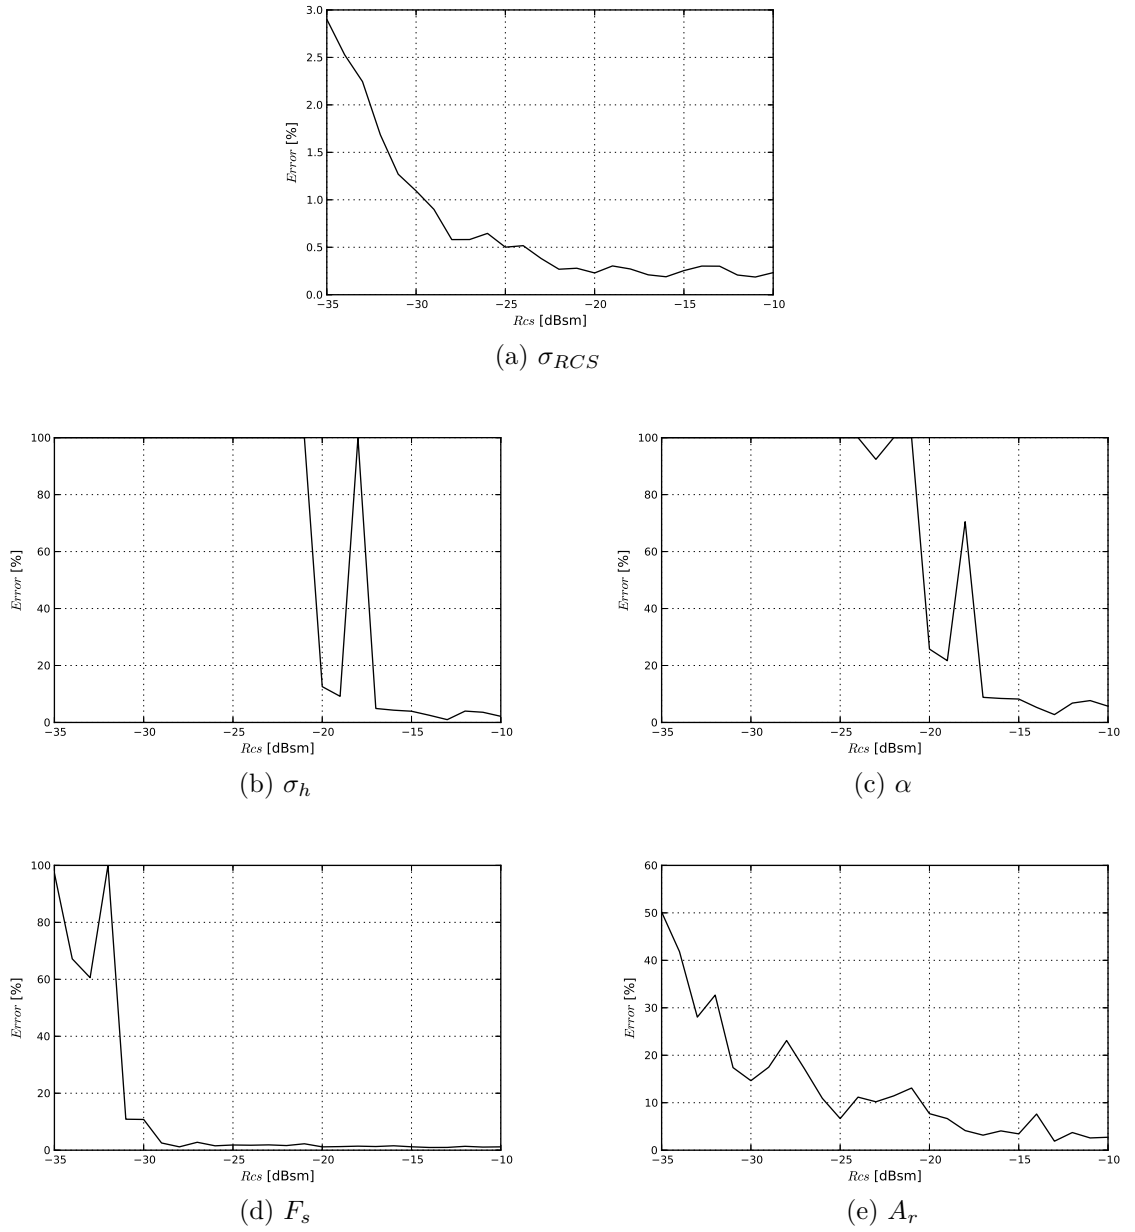 3.0
2.5
2.0
1.5
1.0
0.5
0.0
Error [%]
−35 −30 −25 −20 −15 −10
Rcs [dBsm]
(a) σ_RCS
100
80
60
40
20
0
Error [%]
−35 −30 −25 −20 −15 −10
Rcs [dBsm]
(b) σ_h
100
80
60
40
20
0
Error [%]
−35 −30 −25 −20 −15 −10
Rcs [dBsm]
(c) α
100
80
60
40
20
0
Error [%]
−35 −30 −25 −20 −15 −10
Rcs [dBsm]
(d) F_s
60
50
40
30
20
10
0
Error [%]
−35 −30 −25 −20 −15 −10
Rcs [dBsm]
(e) A_r